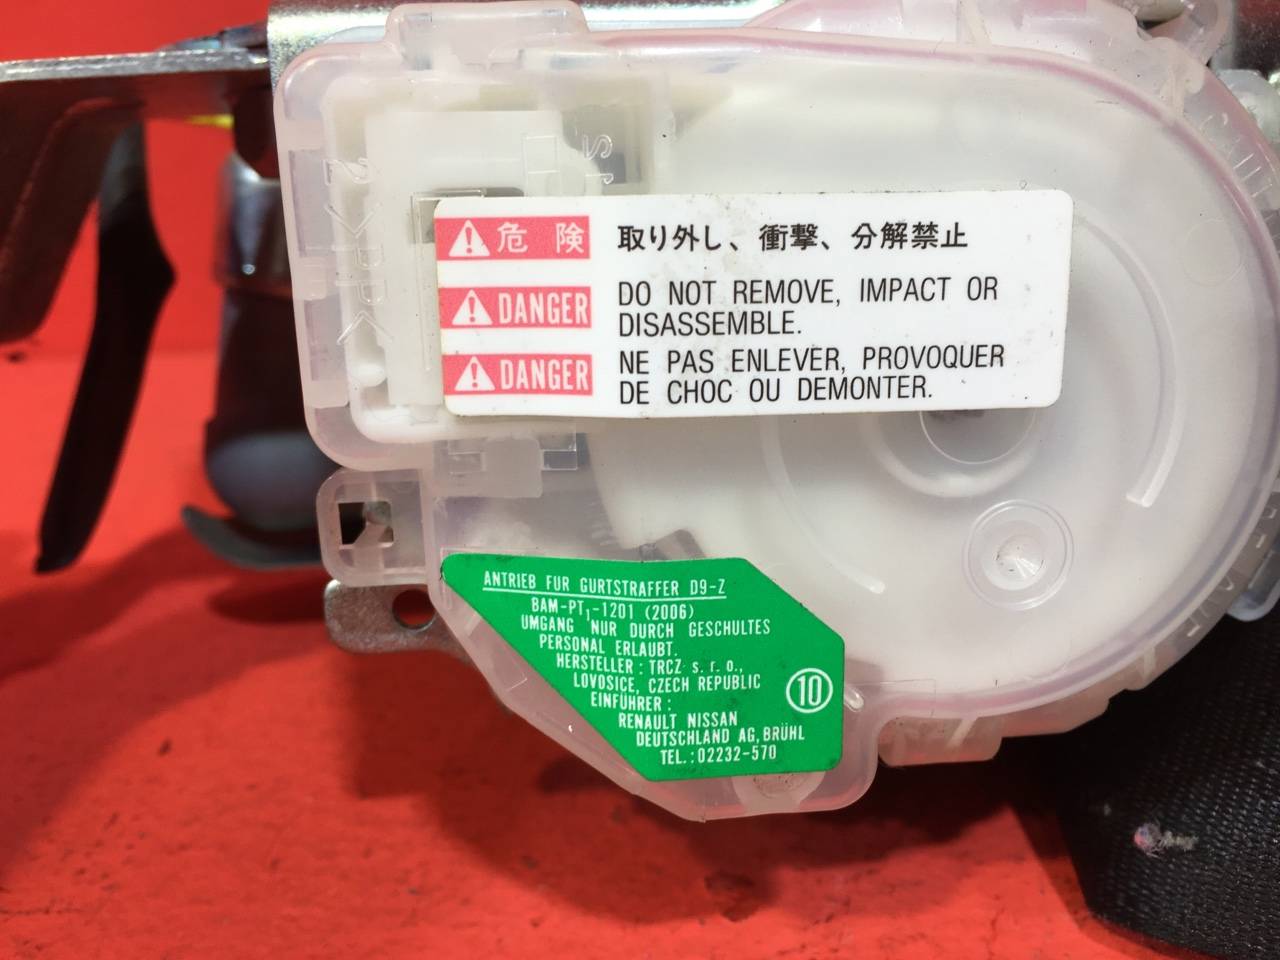 危険 取り外し、衝撃、分解禁止
DANGER DO NOT REMOVE, IMPACT OR
DISASSEMBLE.
DANGER NE PAS ENLEVER, PROVOQUER
DE CHOC OU DEMONTER.
ANTRIEB FUR GURTSTRAFFER D9-Z
BAM-PT₁-1201 (2006)
UMGANG NUR DURCH GESCHULTES
PERSONAL ERLAUBT.
HERSTELLER : TRCZ s. r. o.,
LOVOSICE, CZECH REPUBLIC
EINFÜHRER :
RENAULT NISSAN
DEUTSCHLAND AG, BRÜHL
TEL.: 02232-570
10